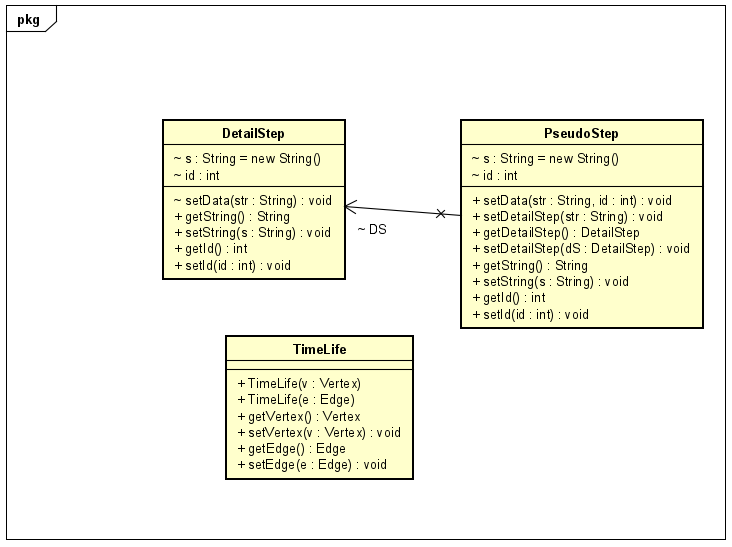 pkg
DetailStep
~ s : String = new String()
~ id : int
~ setData(str : String) : void
+ getString() : String
+ setString(s : String) : void
+ getId() : int
+ setId(id : int) : void
~ DS
PseudoStep
~ s : String = new String()
~ id : int
+ setData(str : String, id : int) : void
+ setDetailStep(str : String) : void
+ getDetailStep() : DetailStep
+ setDetailStep(dS : DetailStep) : void
+ getString() : String
+ setString(s : String) : void
+ getId() : int
+ setId(id : int) : void
TimeLife
+ TimeLife(v : Vertex)
+ TimeLife(e : Edge)
+ getVertex() : Vertex
+ setVertex(v : Vertex) : void
+ getEdge() : Edge
+ setEdge(e : Edge) : void